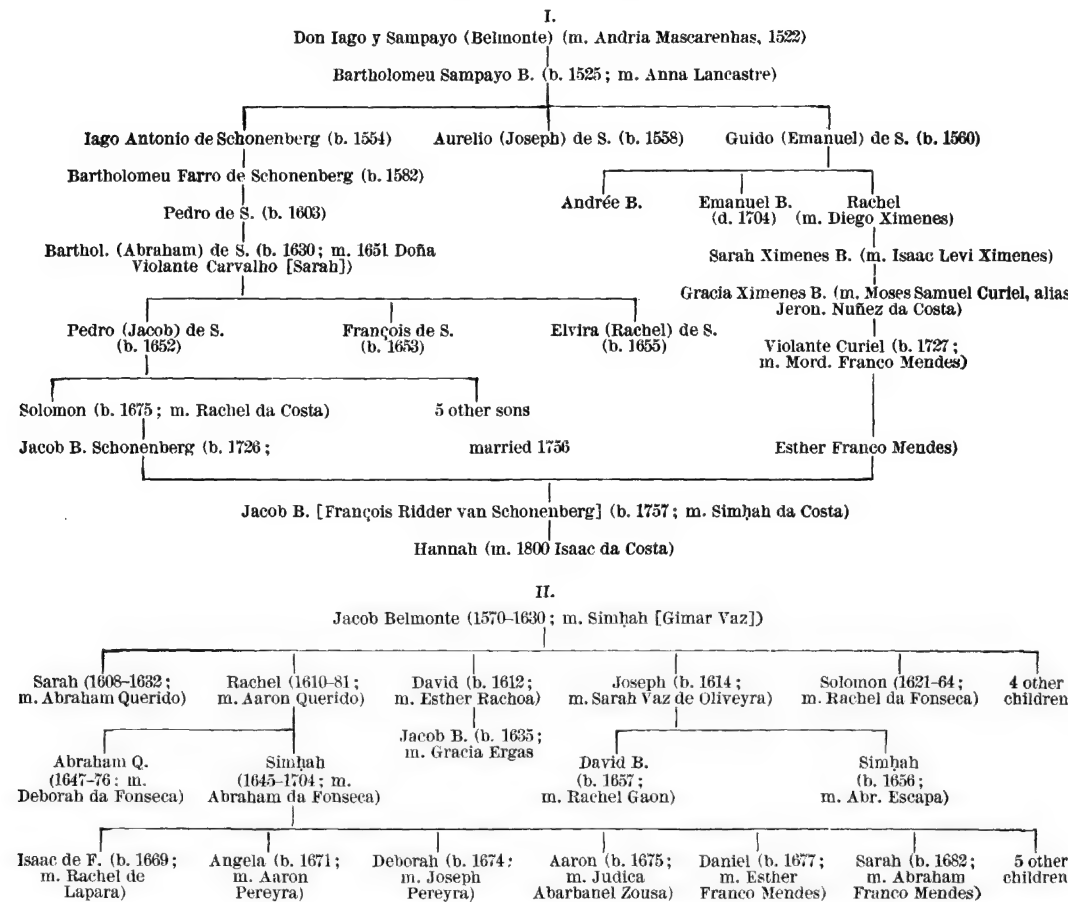 I.
Don Iago y Sampayo (Belmonte) (m. Andria Mascarenhas, 1522)
Bartholomeu Sampayo B. (b. 1525; m. Anna Lancastre)
Iago Antonio de Schonenberg (b. 1554) Aurelio (Joseph) de S. (b. 1558) Guido (Emanuel) de S. (b. 1560)
Bartholomeu Farro de Schonenberg (b. 1582)
Andrée B. Emanuel B. Rachel
Pedro de S. (b. 1603) (d. 1704) (m. Diego Ximenes)
Barthol. (Abraham) de S. (b. 1630; m. 1651 Doña
Violante Carvalho [Sarah])
Sarah Ximenes B. (m. Isaac Levi Ximenes)
Gracia Ximenes B. (m. Moses Samuel Curiel, alias
Jeron. Nuñez da Costa)
Pedro (Jacob) de S. François de S. Elvira (Rachel) de S.
(b. 1652) (b. 1653) (b. 1655)
Violante Curiel (b. 1727;
m. Mord. Franco Mendes)
Solomon (b. 1675; m. Rachel da Costa) 5 other sons
Jacob B. Schonenberg (b. 1726; married 1756 Esther Franco Mendes)
Jacob B. [François Ridder van Schonenberg] (b. 1757; m. Simḥah da Costa)
Hannah (m. 1800 Isaac da Costa)
II.
Jacob Belmonte (1570–1630; m. Simḥah [Gimar Vaz])
Sarah (1608–1632; Rachel (1610–81; David (b. 1612; Joseph (b. 1614; Solomon (1621–64; 4 other
m. Abraham Querido) m. Aaron Querido) m. Esther Rachoa) m. Sarah Vaz de Oliveyra) m. Rachel da Fonseca) children
Jacob B. (b. 1635;
m. Gracia Ergas
Abraham Q. Simḥah David B. Simḥah
(1647–76; m. (1645–1704; m. (b. 1657; (b. 1656;
Deborah da Fonseca) Abraham da Fonseca) m. Rachel Gaon) m. Abr. Escapa)
Isaac de F. (b. 1669; Angela (b. 1671; Deborah (b. 1674; Aaron (b. 1675; Daniel (b. 1677; Sarah (b. 1682; 5 other
m. Rachel de m. Aaron m. Joseph m. Judica m. Esther m. Abraham children
Lapara) Pereyra) Pereyra) Abarbanel Zousa) Franco Mendes) Franco Mendes)